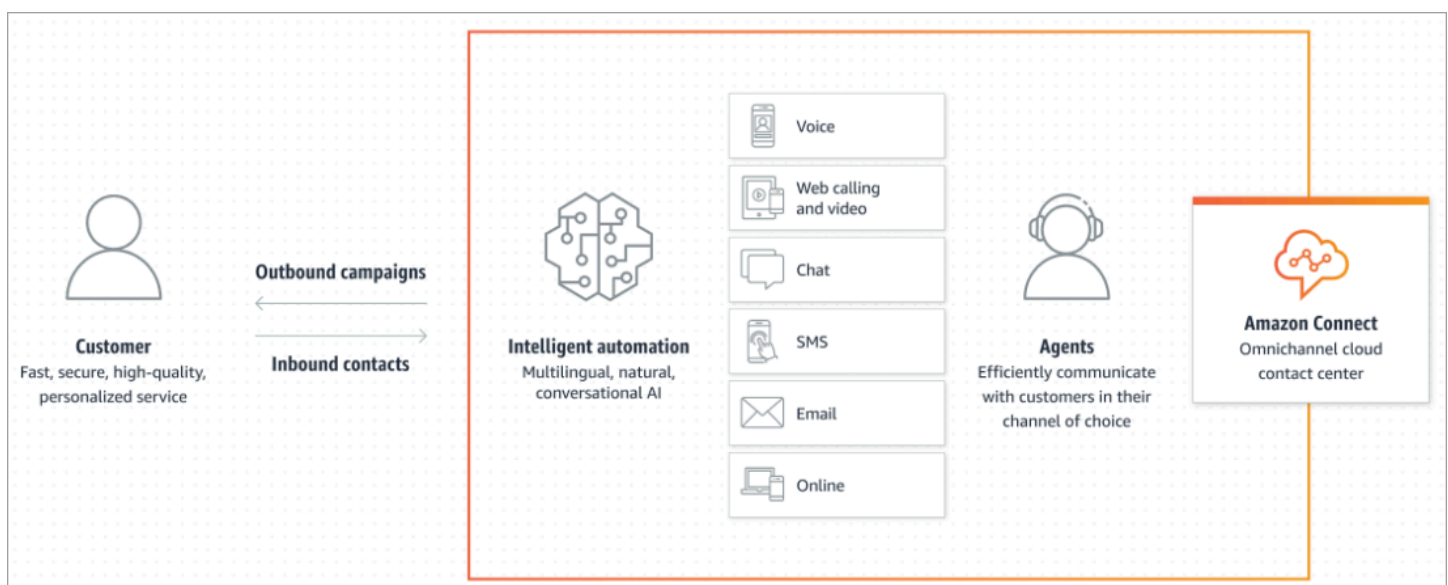 Customer
Fast, secure, high-quality,
personalized service
Outbound campaigns
Inbound contacts
Intelligent automation
Multilingual, natural,
conversational AI
Voice
Web calling
and video
Chat
SMS
Email
Online
Agents
Efficiently communicate
with customers in their
channel of choice
Amazon Connect
Omnichannel cloud
contact center